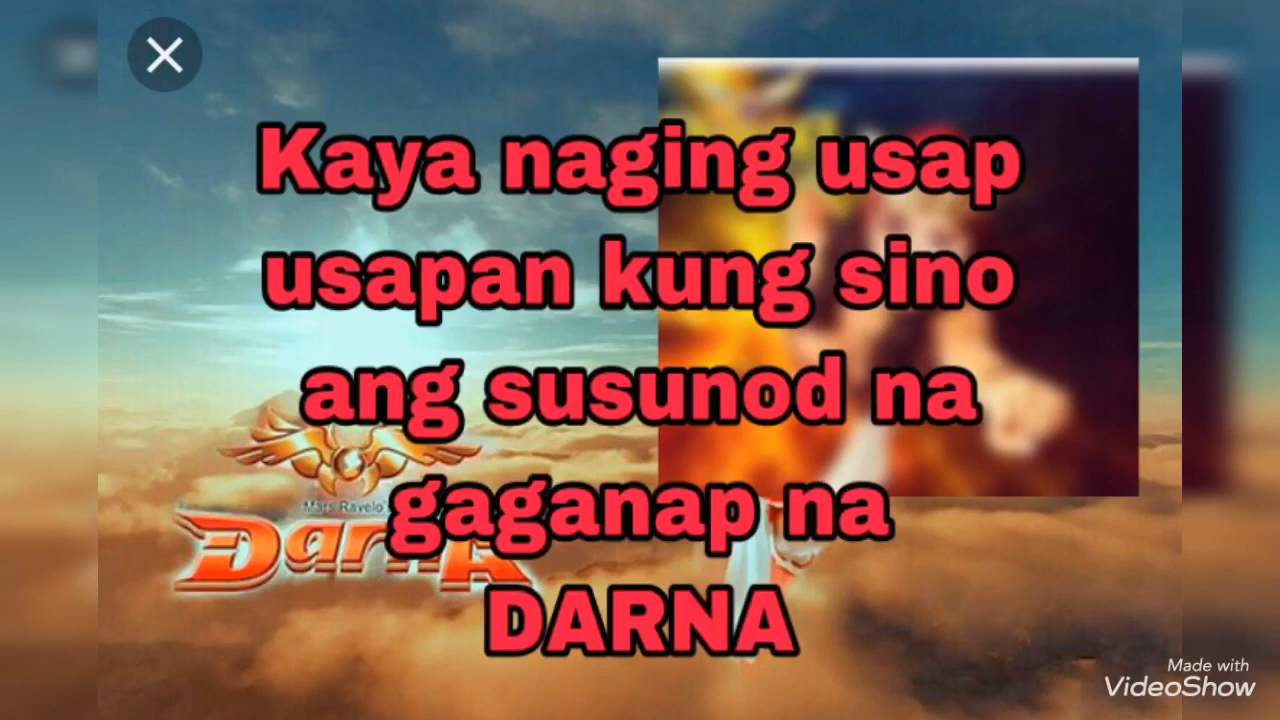 Kaya naging usap
usapan kung sino
ang susunod na
gaganap na
DARNA
Mars Ravelo's
Darna
Made with
VideoShow